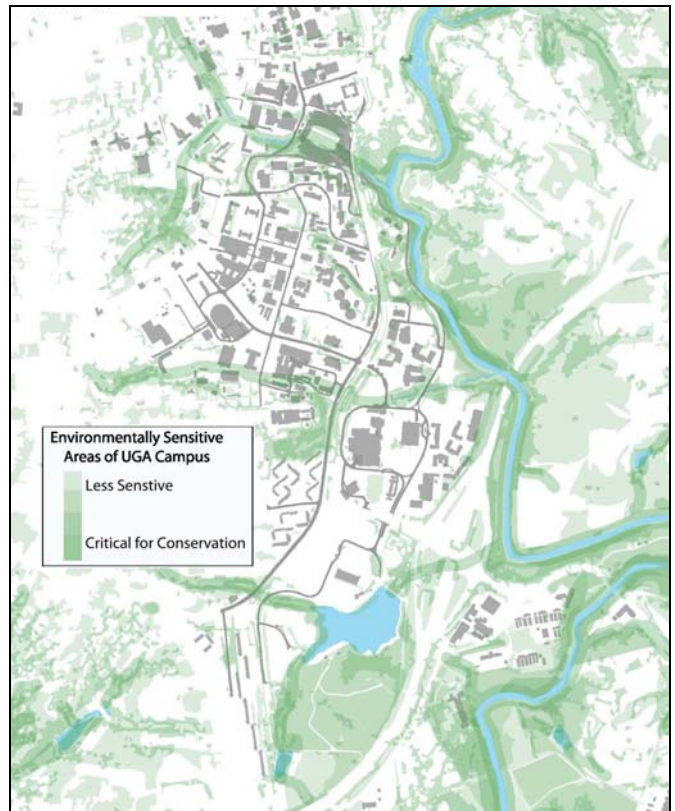 Environmentally Sensitive
Areas of UGA Campus
Less Senstive
Critical for Conservation